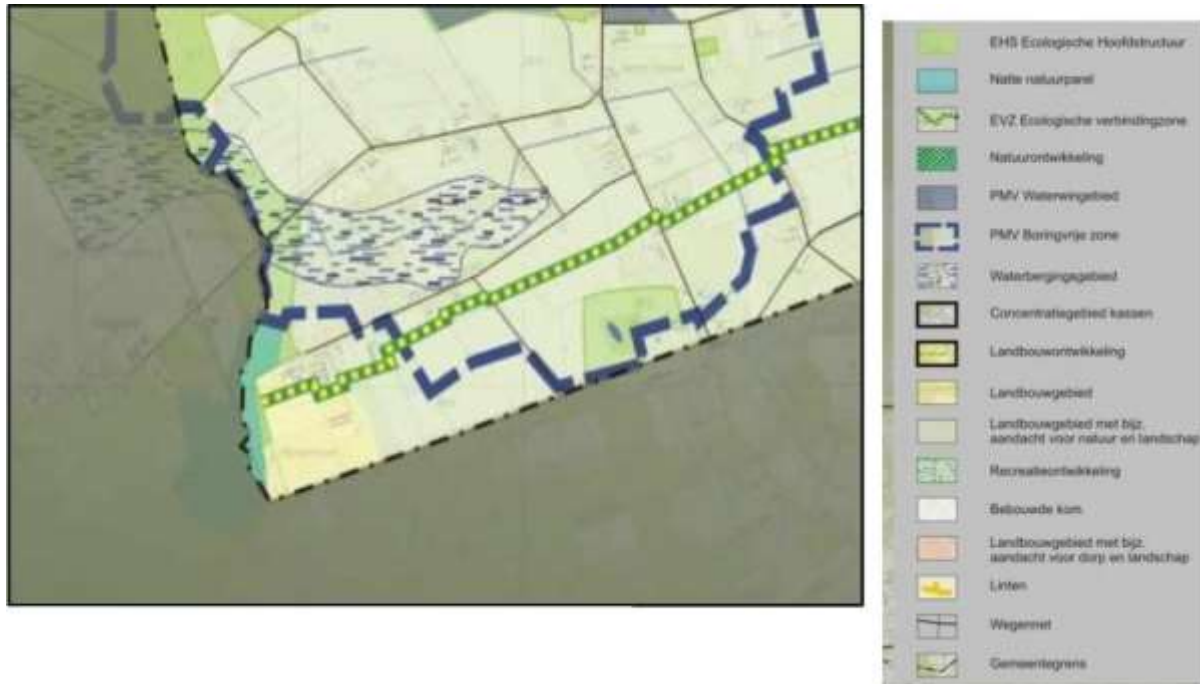 EHS Ecologische Hoofdstructuur
Natte natuurparel
EVZ Ecologische verbindingzone
Natuurontwikkeling
PMV Waterwingebied
PMV Boringvrije zone
Waterbergingsgebied
Concentratiegebied kassen
Landbouwontwikkeling
Landbouwgebied
Landbouwgebied met bijz.
aandacht voor natuur en landschap
Recreatieontwikkeling
Bebouwde kom
Landbouwgebied met bijz.
aandacht voor dorp en landschap
Linten
Wegennet
Gemeentegrens